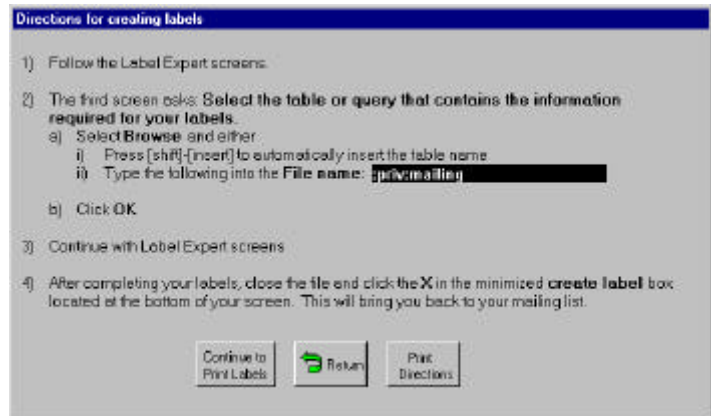 Directions for creating labels
1) Follow the Label Expert screens.
2) The third screen asks: Select the table or query that contains the information
required for your labels.
a) Select Browse and either
i) Press [shift]-[insert] to automatically insert the table name
ii) Type the following into the File name: :priv:mailing
b) Click OK
3) Continue with Label Expert screens
4) After completing your labels, close the file and click the X in the minimized create label box
located at the bottom of your screen. This will bring you back to your mailing list.
Continue to
Print Labels
Return
Print
Directions